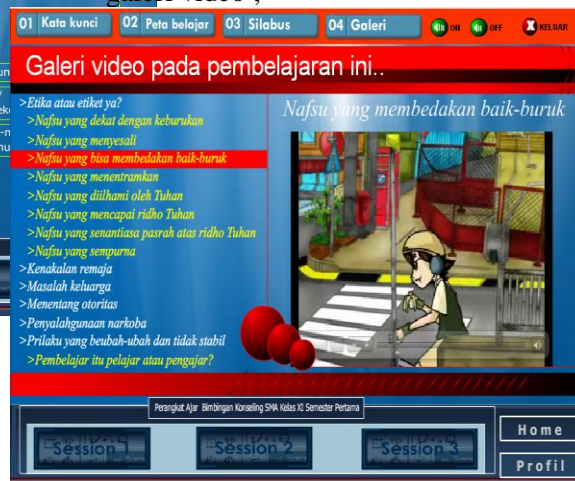 galeri video ;
01 Kata kunci 02 Peta belajar 03 Silabus 04 Galeri ON OFF X KELUAR
Galeri video pada pembelajaran ini..
>Etika atau etiket ya?
>Nafsu yang dekat dengan keburukan
>Nafsu yang menyesali
>Nafsu yang bisa membedakan baik-buruk
>Nafsu yang menentramkan
>Nafsu yang diilhami oleh Tuhan
>Nafsu yang mencapai ridho Tuhan
>Nafsu yang senantiasa pasrah atas ridho Tuhan
>Nafsu yang sempurna
>Kenakalan remaja
>Masalah keluarga
>Menentang otoritas
>Penyalahgunaan narkoba
>Prilaku yang beubah-ubah dan tidak stabil
>Pembelajar itu pelajar atau pengajar?
Nafsu yang membedakan baik-buruk
Perangkat Ajar Bimbingan Konseling SMA Kelas XI Semester Pertama
Session 1 Session 2 Session 3
Home
Profil